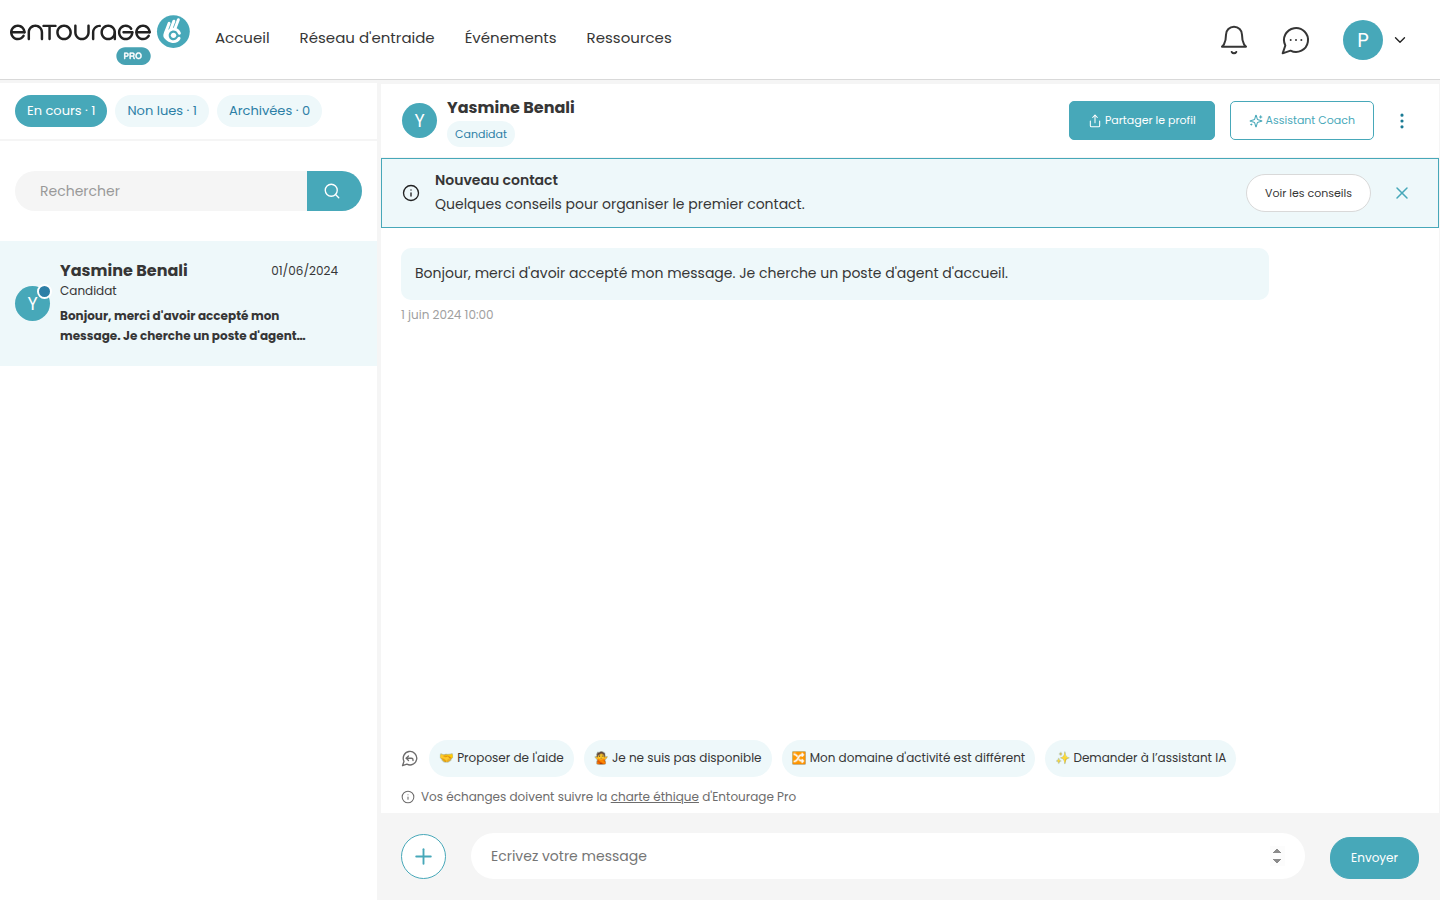 entourage
PRO
Accueil
Réseau d'entraide
Événements
Ressources
P
En cours · 1
Non lues · 1
Archivées · 0
Rechercher
Yasmine Benali
01/06/2024
Y
Candidat
Bonjour, merci d'avoir accepté mon
message. Je cherche un poste d'agent...
Y
Yasmine Benali
Candidat
Partager le profil
Assistant Coach
Nouveau contact
Quelques conseils pour organiser le premier contact.
Voir les conseils
Bonjour, merci d'avoir accepté mon message. Je cherche un poste d'agent d'accueil.
1 juin 2024 10:00
🤝 Proposer de l'aide
🤷 Je ne suis pas disponible
🔀 Mon domaine d'activité est différent
✨ Demander à l’assistant IA
Vos échanges doivent suivre la charte éthique d'Entourage Pro
Ecrivez votre message
Envoyer